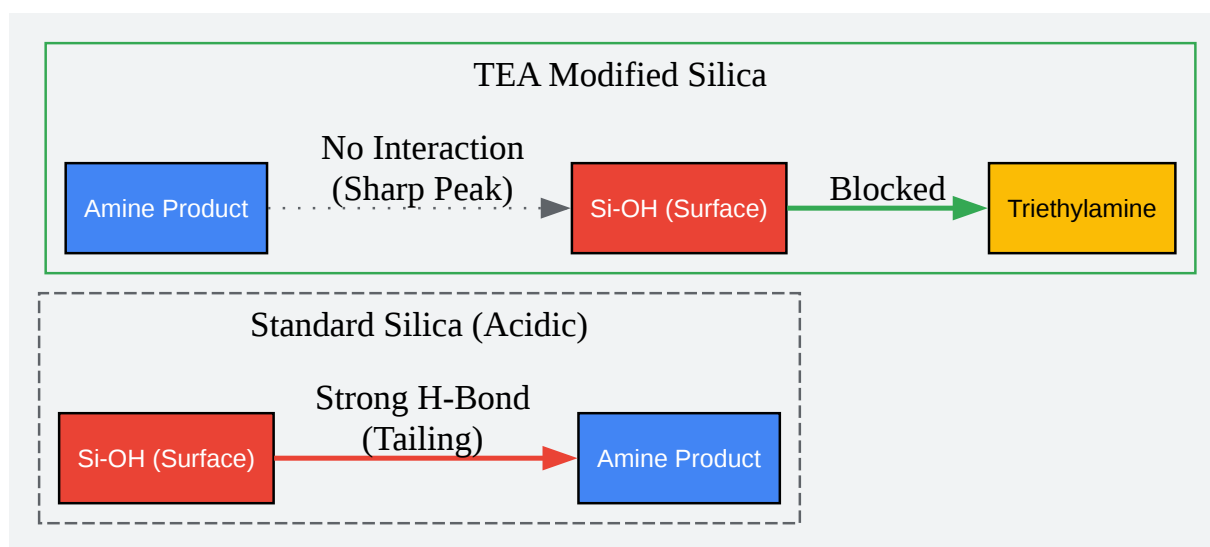 TEA Modified Silica
Amine Product
No Interaction
(Sharp Peak)
Si-OH (Surface)
Blocked
Triethylamine
Standard Silica (Acidic)
Si-OH (Surface)
Strong H-Bond
(Tailing)
Amine Product